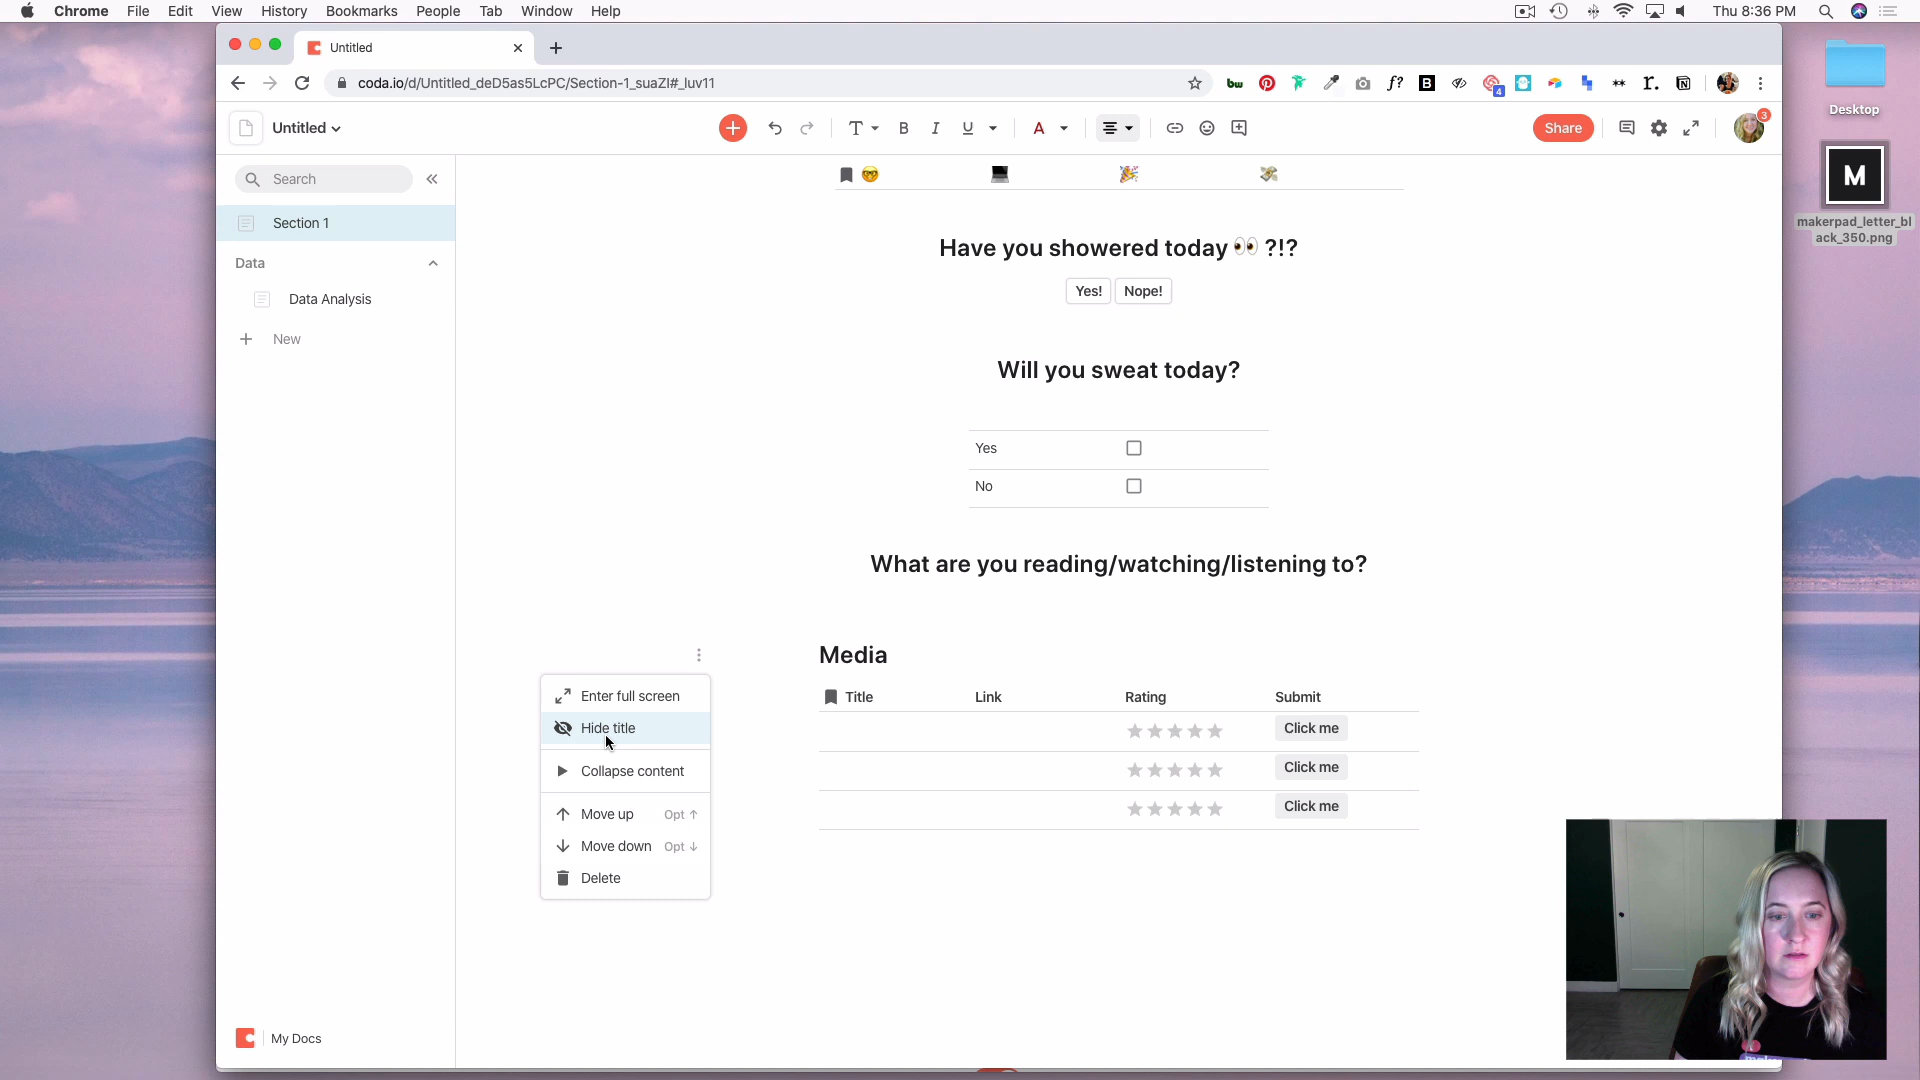 Chrome File Edit View History Bookmarks People Tab Window Help
Thu 8:36 PM
Untitled
coda.io/d/Untitled_deD5as5LcPC/Section-1_suaZl#_luv11
4
Untitled
T B I U A
Share
3
Desktop
M
makerpad_letter_bl
ack_350.png
Search
Section 1
Data
Data Analysis
New
Have you showered today 👀 ?!?
Yes! Nope!
Will you sweat today?
Yes
No
What are you reading/watching/listening to?
Media
Title Link Rating Submit
Click me
Click me
Click me
Enter full screen
Hide title
Collapse content
Move up Opt ↑
Move down Opt ↓
Delete
My Docs